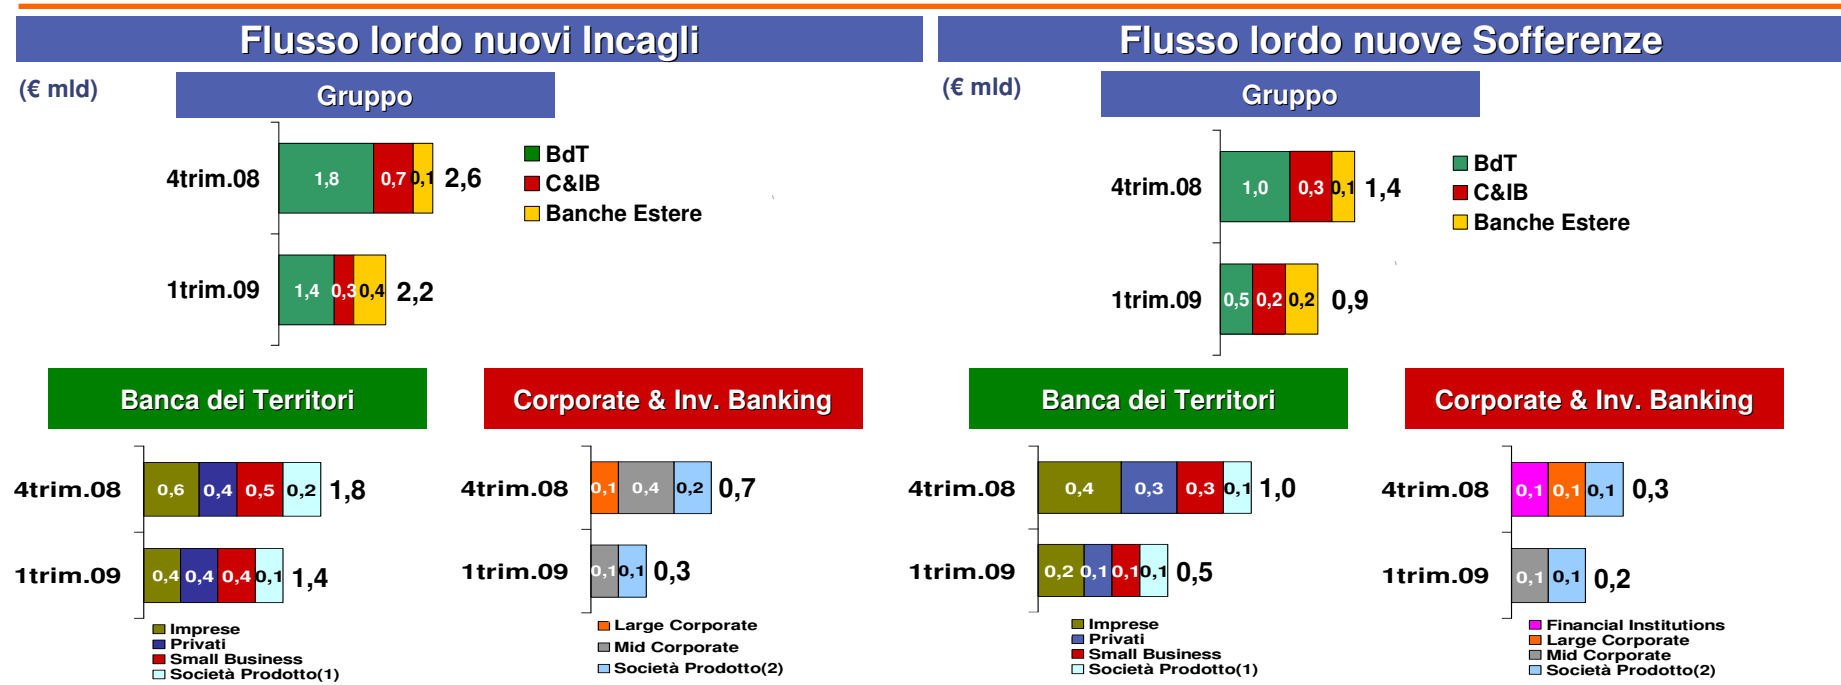 Flusso lordo nuovi Incagli
(€ mld)
Gruppo
4trim.08 1,8 0,7 0,1 2,6
1trim.09 1,4 0,3 0,4 2,2
BdT
C&IB
Banche Estere
Banca dei Territori
4trim.08 0,6 0,4 0,5 0,2 1,8
1trim.09 0,4 0,4 0,4 0,1 1,4
Imprese
Privati
Small Business
Società Prodotto(1)
Corporate & Inv. Banking
4trim.08 0,1 0,4 0,2 0,7
1trim.09 0,1 0,1 0,3
Large Corporate
Mid Corporate
Società Prodotto(2)
Flusso lordo nuove Sofferenze
(€ mld)
Gruppo
4trim.08 1,0 0,3 0,1 1,4
1trim.09 0,5 0,2 0,2 0,9
BdT
C&IB
Banche Estere
Banca dei Territori
4trim.08 0,4 0,3 0,3 0,1 1,0
1trim.09 0,2 0,1 0,1 0,1 0,5
Imprese
Privati
Small Business
Società Prodotto(1)
Corporate & Inv. Banking
4trim.08 0,1 0,1 0,1 0,3
1trim.09 0,1 0,1 0,2
Financial Institutions
Large Corporate
Mid Corporate
Società Prodotto(2)